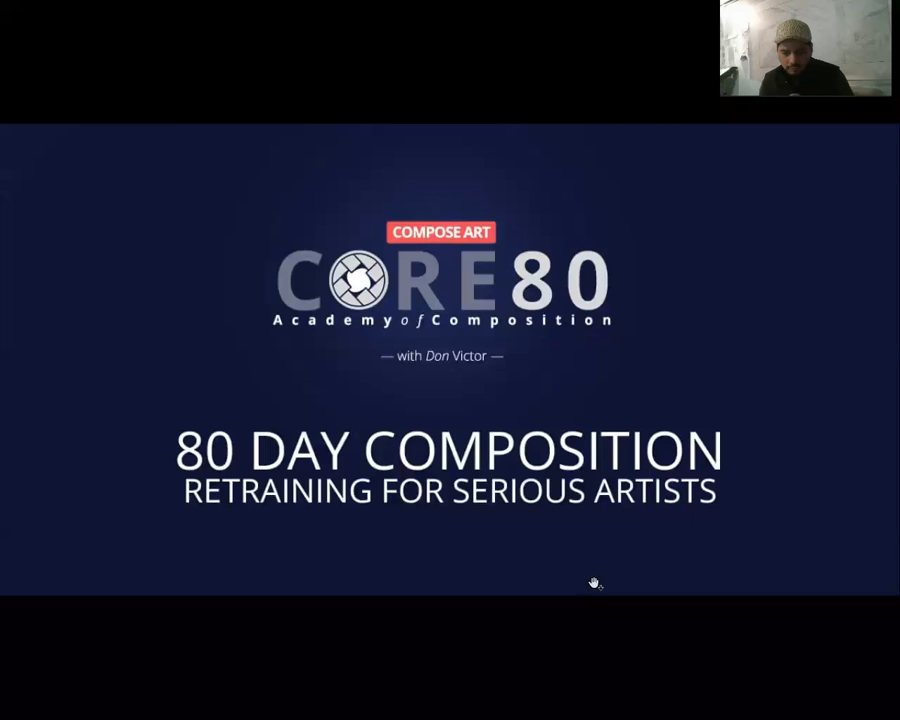 COMPOSE ART
CORE80
Academy of Composition
— with Don Victor —
80 DAY COMPOSITION
RETRAINING FOR SERIOUS ARTISTS